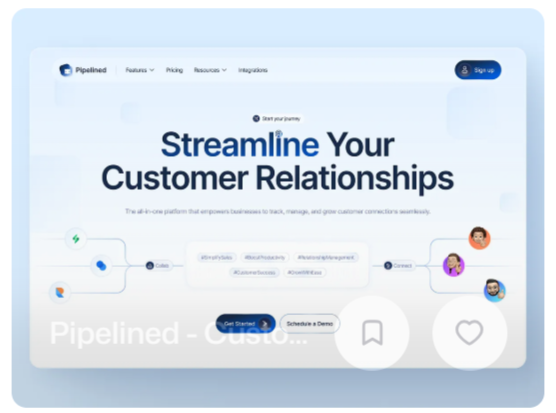 Pipelined
Features
Pricing
Resources
Integrations
Sign up
Start your journey
Streamline Your
Customer Relationships
The all-in-one platform that empowers businesses to track, manage, and grow customer connections seamlessly.
Collect
#SimplifySales
#BoostProductivity
#RelationshipManagement
Connect
#CustomerSuccess
#GrowWithEase
Get Started
Schedule a Demo
Pipelined - Custo...